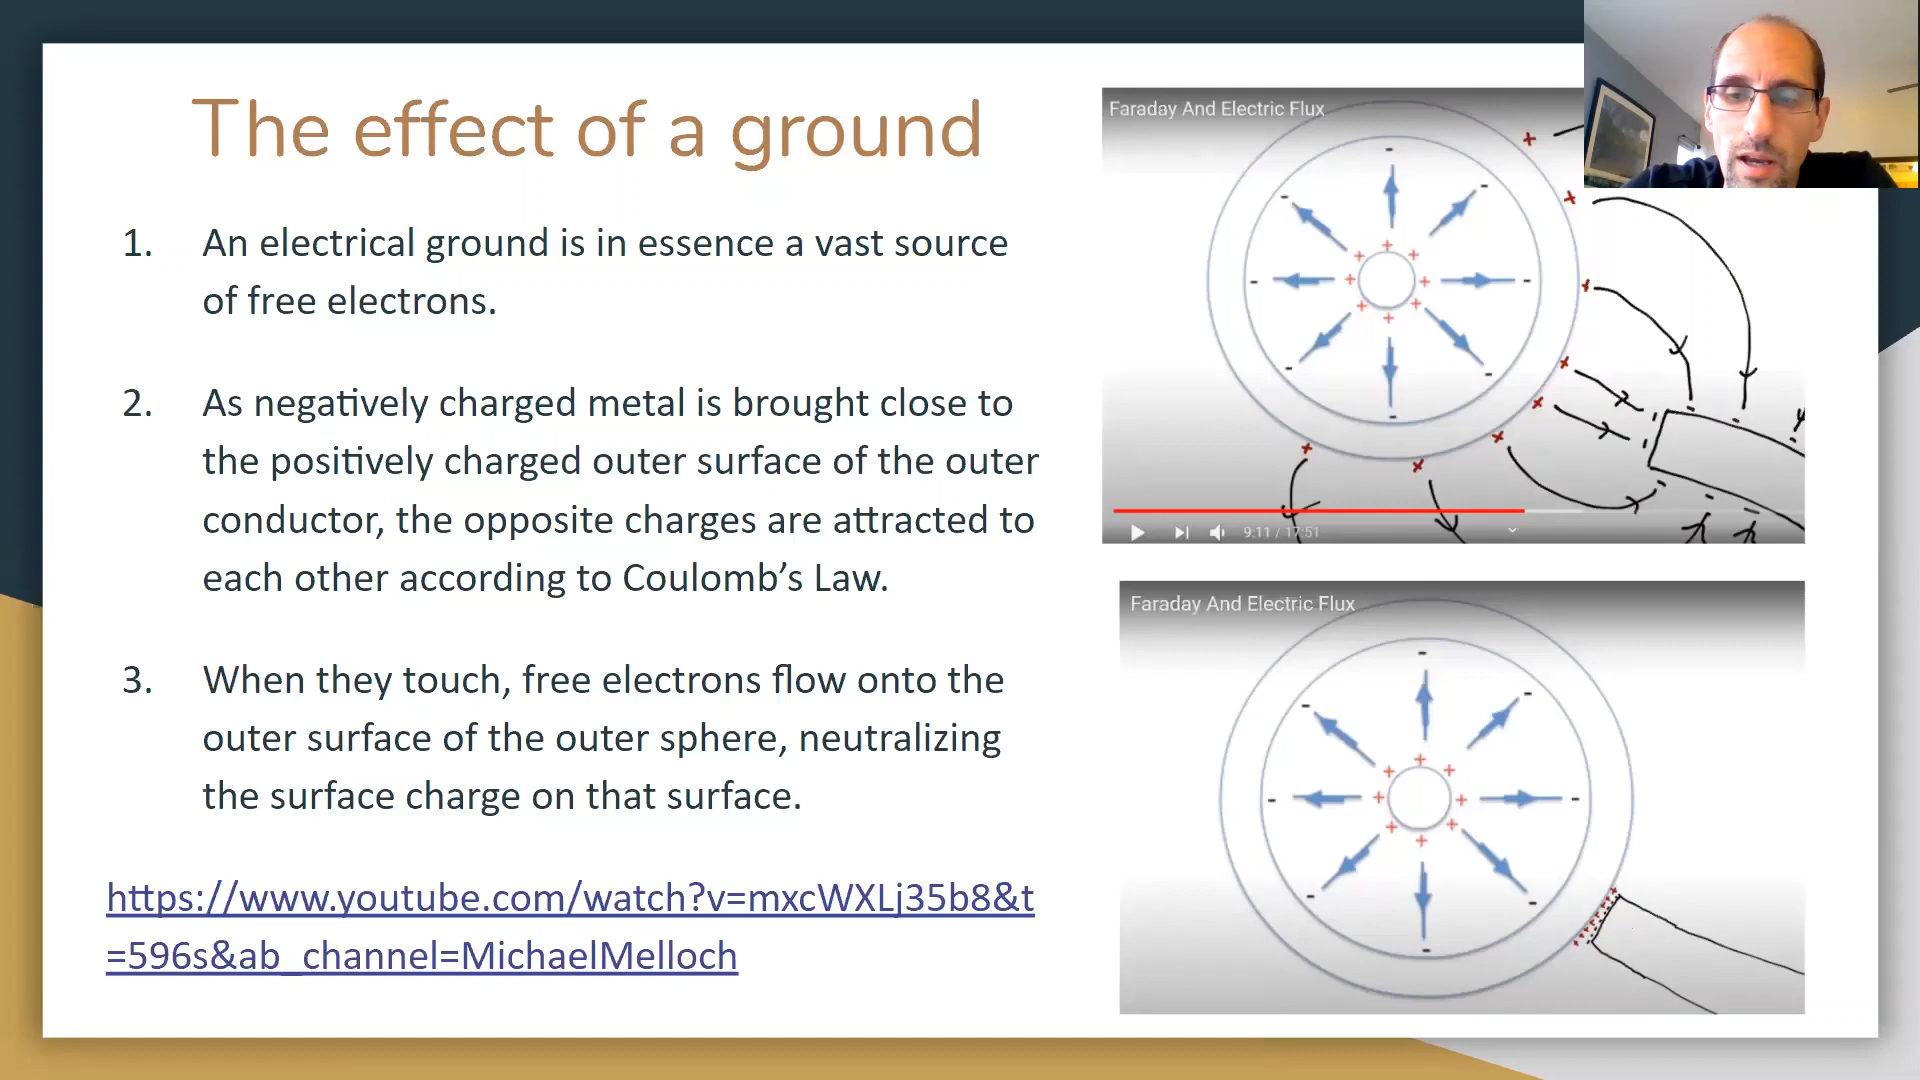 The effect of a ground
1. An electrical ground is in essence a vast source
of free electrons.
2. As negatively charged metal is brought close to
the positively charged outer surface of the outer
conductor, the opposite charges are attracted to
each other according to Coulomb’s Law.
3. When they touch, free electrons flow onto the
outer surface of the outer sphere, neutralizing
the surface charge on that surface.
https://www.youtube.com/watch?v=mxcWXLj35b8&t
=596s&ab_channel=MichaelMelloch
Faraday And Electric Flux
9:11 / 17:51
Faraday And Electric Flux